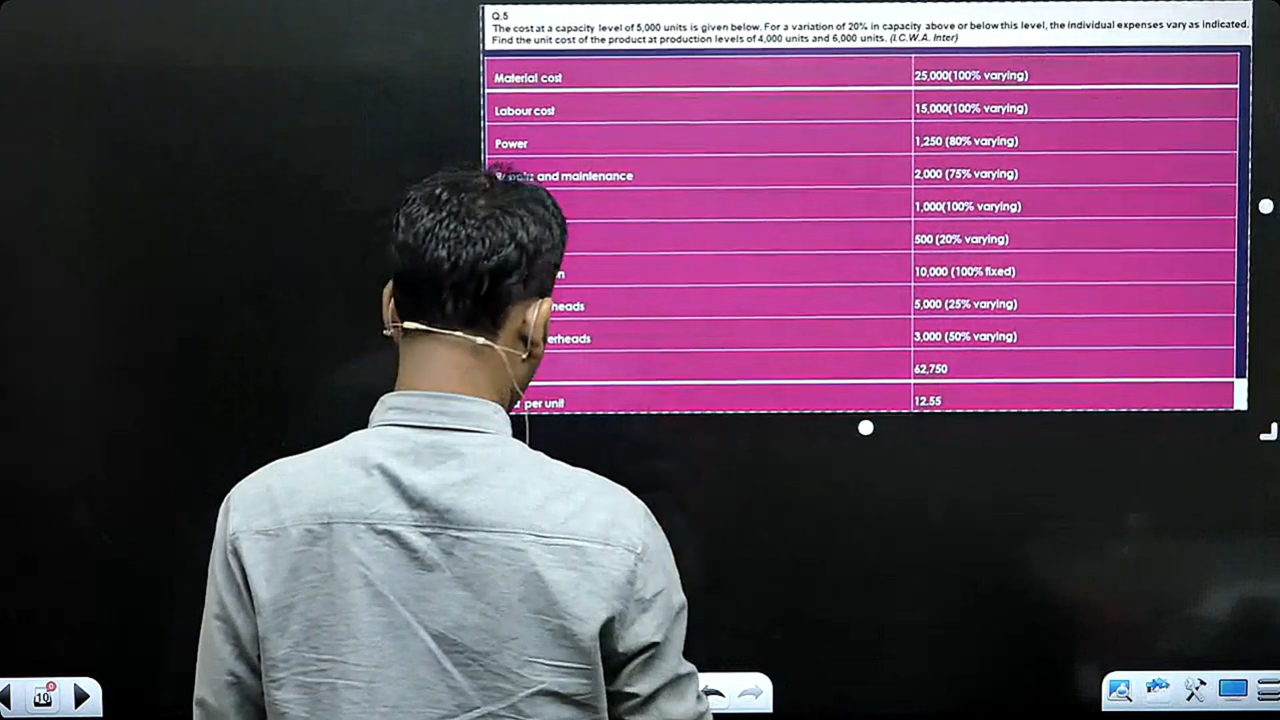 Q.5
The cost at a capacity level of 5,000 units is given below. For a variation of 20% in capacity above or below this level, the individual expenses vary as indicated.
Find the unit cost of the product at production levels of 4,000 units and 6,000 units. (I.C.W.A. Inter)
Material cost 25,000(100% varying)
Labour cost 15,000(100% varying)
Power 1,250 (80% varying)
and maintenance 2,000 (75% varying)
1,000(100% varying)
500 (20% varying)
10,000 (100% fixed)
5,000 (25% varying)
3,000 (50% varying)
62,750
per unit 12.55
10
0